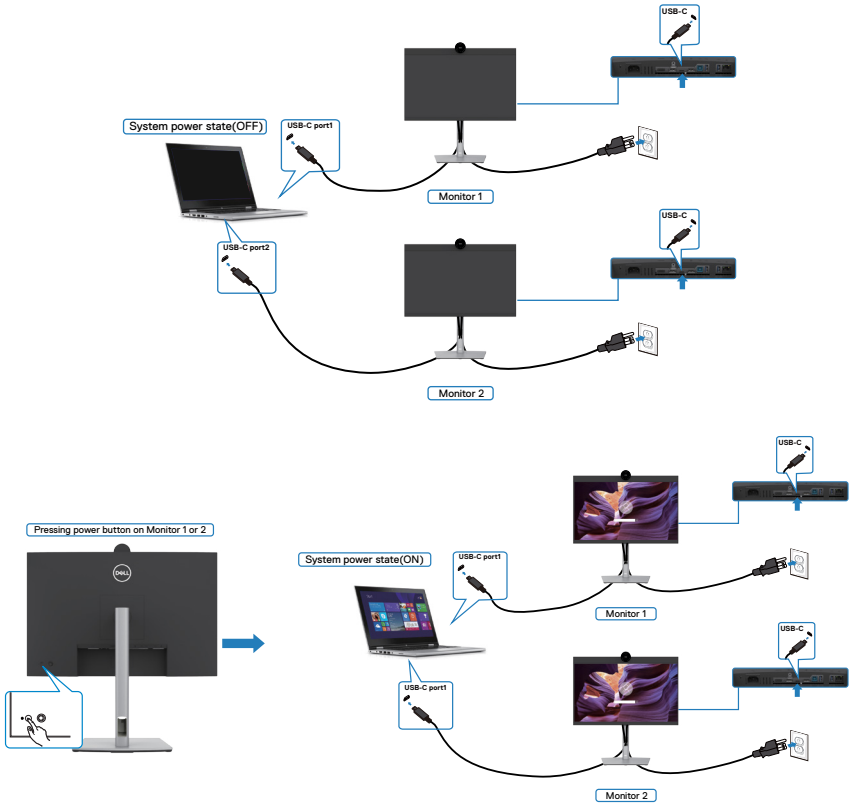 USB-C
System power state(OFF)
USB-C port1
Monitor 1
USB-C
USB-C port2
Monitor 2
USB-C
Pressing power button on Monitor 1 or 2
DELL
System power state(ON)
USB-C port1
Monitor 1
USB-C
USB-C port1
Monitor 2